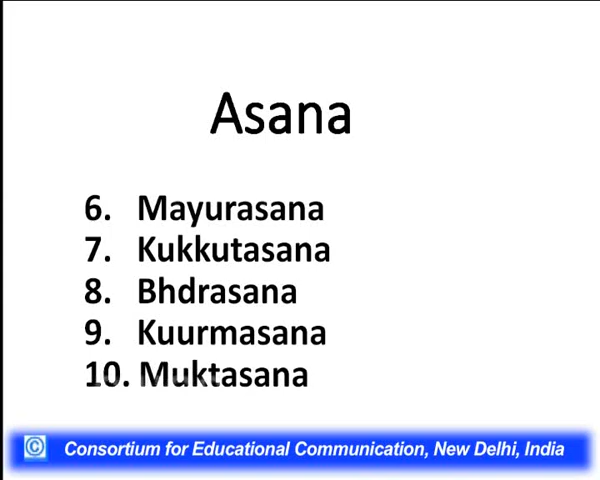 Asana
6. Mayurasana
7. Kukkutasana
8. Bhdrasana
9. Kuurmasana
10. Muktasana
© Consortium for Educational Communication, New Delhi, India